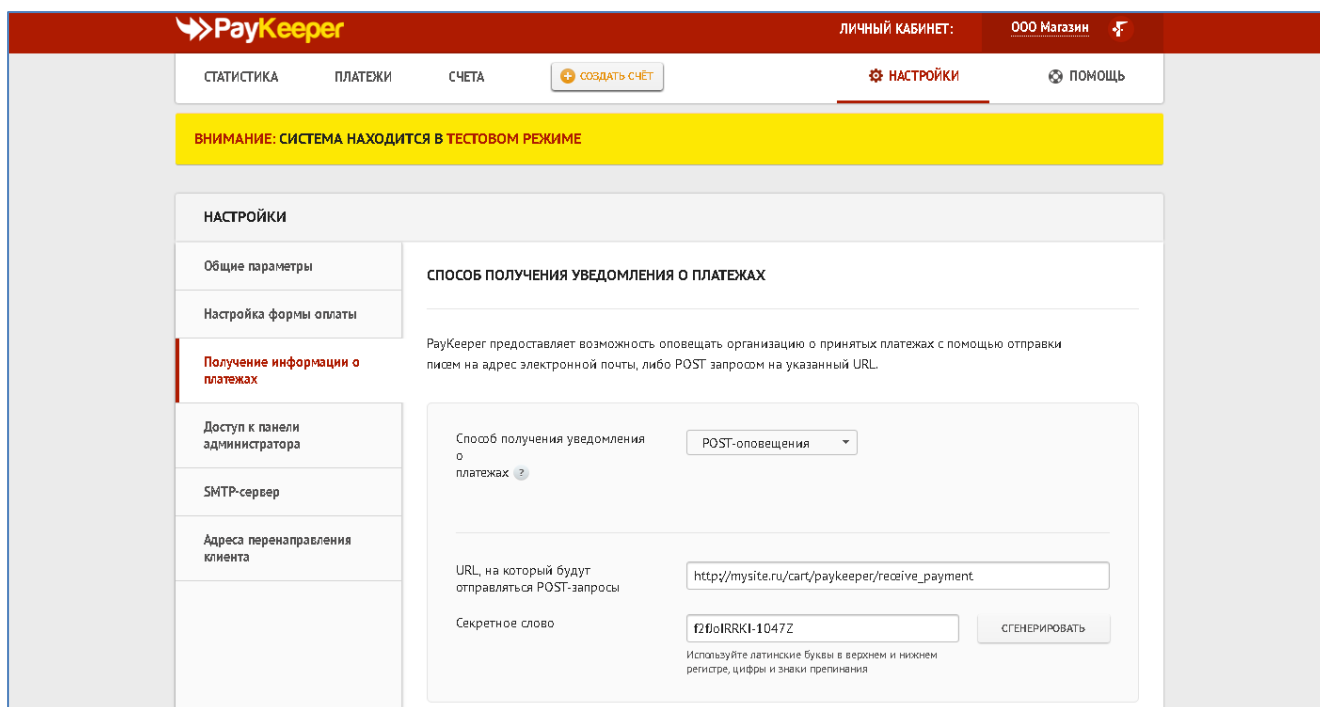 PayKeeper
ЛИЧНЫЙ КАБИНЕТ:
ООО Магазин
СТАТИСТИКА
ПЛАТЕЖИ
СЧЕТА
СОЗДАТЬ СЧЁТ
НАСТРОЙКИ
ПОМОЩЬ
ВНИМАНИЕ: СИСТЕМА НАХОДИТСЯ В ТЕСТОВОМ РЕЖИМЕ
НАСТРОЙКИ
Общие параметры
Настройка формы оплаты
Получение информации о
платежах
Доступ к панели
администратора
SMTP-сервер
Адреса перенаправления
клиента
СПОСОБ ПОЛУЧЕНИЯ УВЕДОМЛЕНИЯ О ПЛАТЕЖАХ
PayKeeper предоставляет возможность оповещать организацию о принятых платежах с помощью отправки
писем на адрес электронной почты, либо POST запросом на указанный URL.
Способ получения уведомления
о
платежах ?
POST-оповещения
URL, на который будут
отправляться POST-запросы
http://mysite.ru/cart/paykeeper/receive_payment
Секретное слово
СГЕНЕРИРОВАТЬ
Используйте латинские буквы в верхнем и нижнем
регистре, цифры и знаки препинания